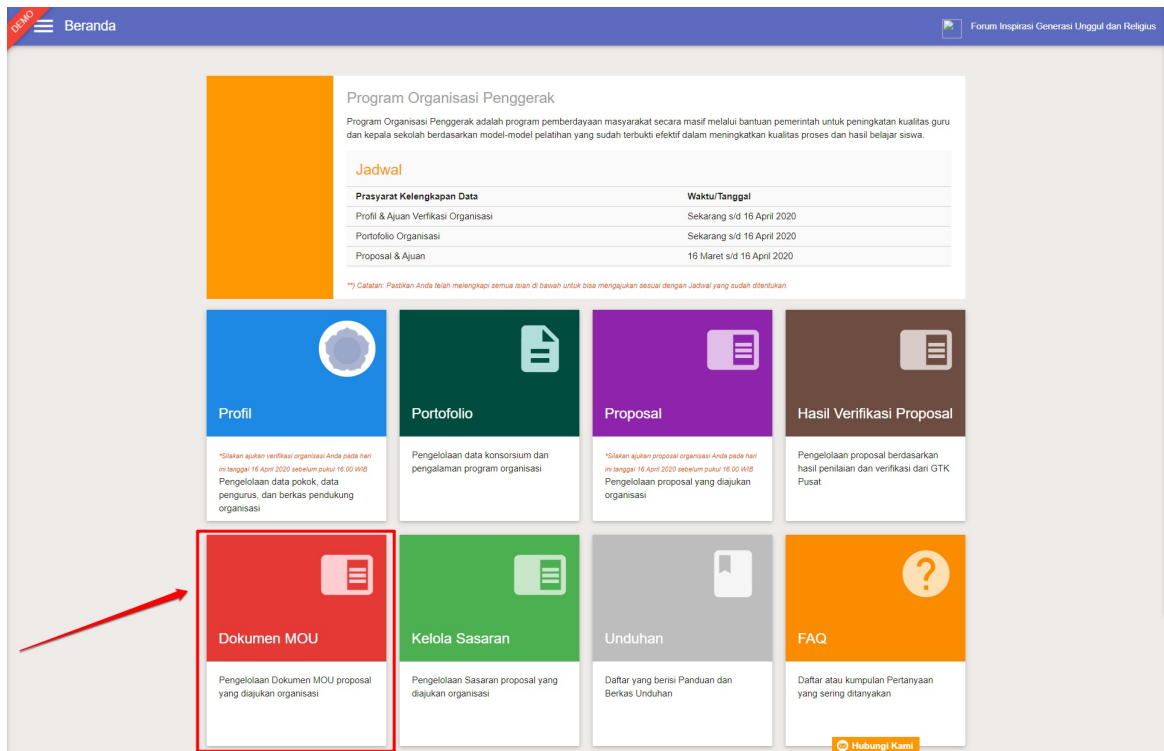 DEMO
Beranda
Forum Inspirasi Generasi Unggul dan Religius
Program Organisasi Penggerak
Program Organisasi Penggerak adalah program pemberdayaan masyarakat secara masif melalui bantuan pemerintah untuk peningkatan kualitas guru
dan kepala sekolah berdasarkan model-model pelatihan yang sudah terbukti efektif dalam meningkatkan kualitas proses dan hasil belajar siswa.
Jadwal
Prasyarat Kelengkapan Data Waktu/Tanggal
Profil & Ajuan Verfikasi Organisasi Sekarang s/d 16 April 2020
Portofolio Organisasi Sekarang s/d 16 April 2020
Proposal & Ajuan 16 Maret s/d 16 April 2020
**) Catatan: Pastikan Anda telah melengkapi semua isian di bawah untuk bisa mengajukan sesuai dengan Jadwal yang sudah ditentukan.
Profil
*Silakan ajukan verifikasi organisasi Anda pada hari
ini tanggal 16 April 2020 sebelum pukul 16.00 WIB
Pengelolaan data pokok, data
pengurus, dan berkas pendukung
organisasi
Portofolio
Pengelolaan data konsorsium dan
pengalaman program organisasi
Proposal
*Silakan ajukan proposal organisasi Anda pada hari
ini tanggal 16 April 2020 sebelum pukul 16.00 WIB
Pengelolaan proposal yang diajukan
organisasi
Hasil Verifikasi Proposal
Pengelolaan proposal berdasarkan
hasil penilaian dan verifikasi dari GTK
Pusat
Dokumen MOU
Pengelolaan Dokumen MOU proposal
yang diajukan organisasi
Kelola Sasaran
Pengelolaan Sasaran proposal yang
diajukan organisasi
Unduhan
Daftar yang berisi Panduan dan
Berkas Unduhan
?
FAQ
Daftar atau kumpulan Pertanyaan
yang sering ditanyakan
Hubungi Kami